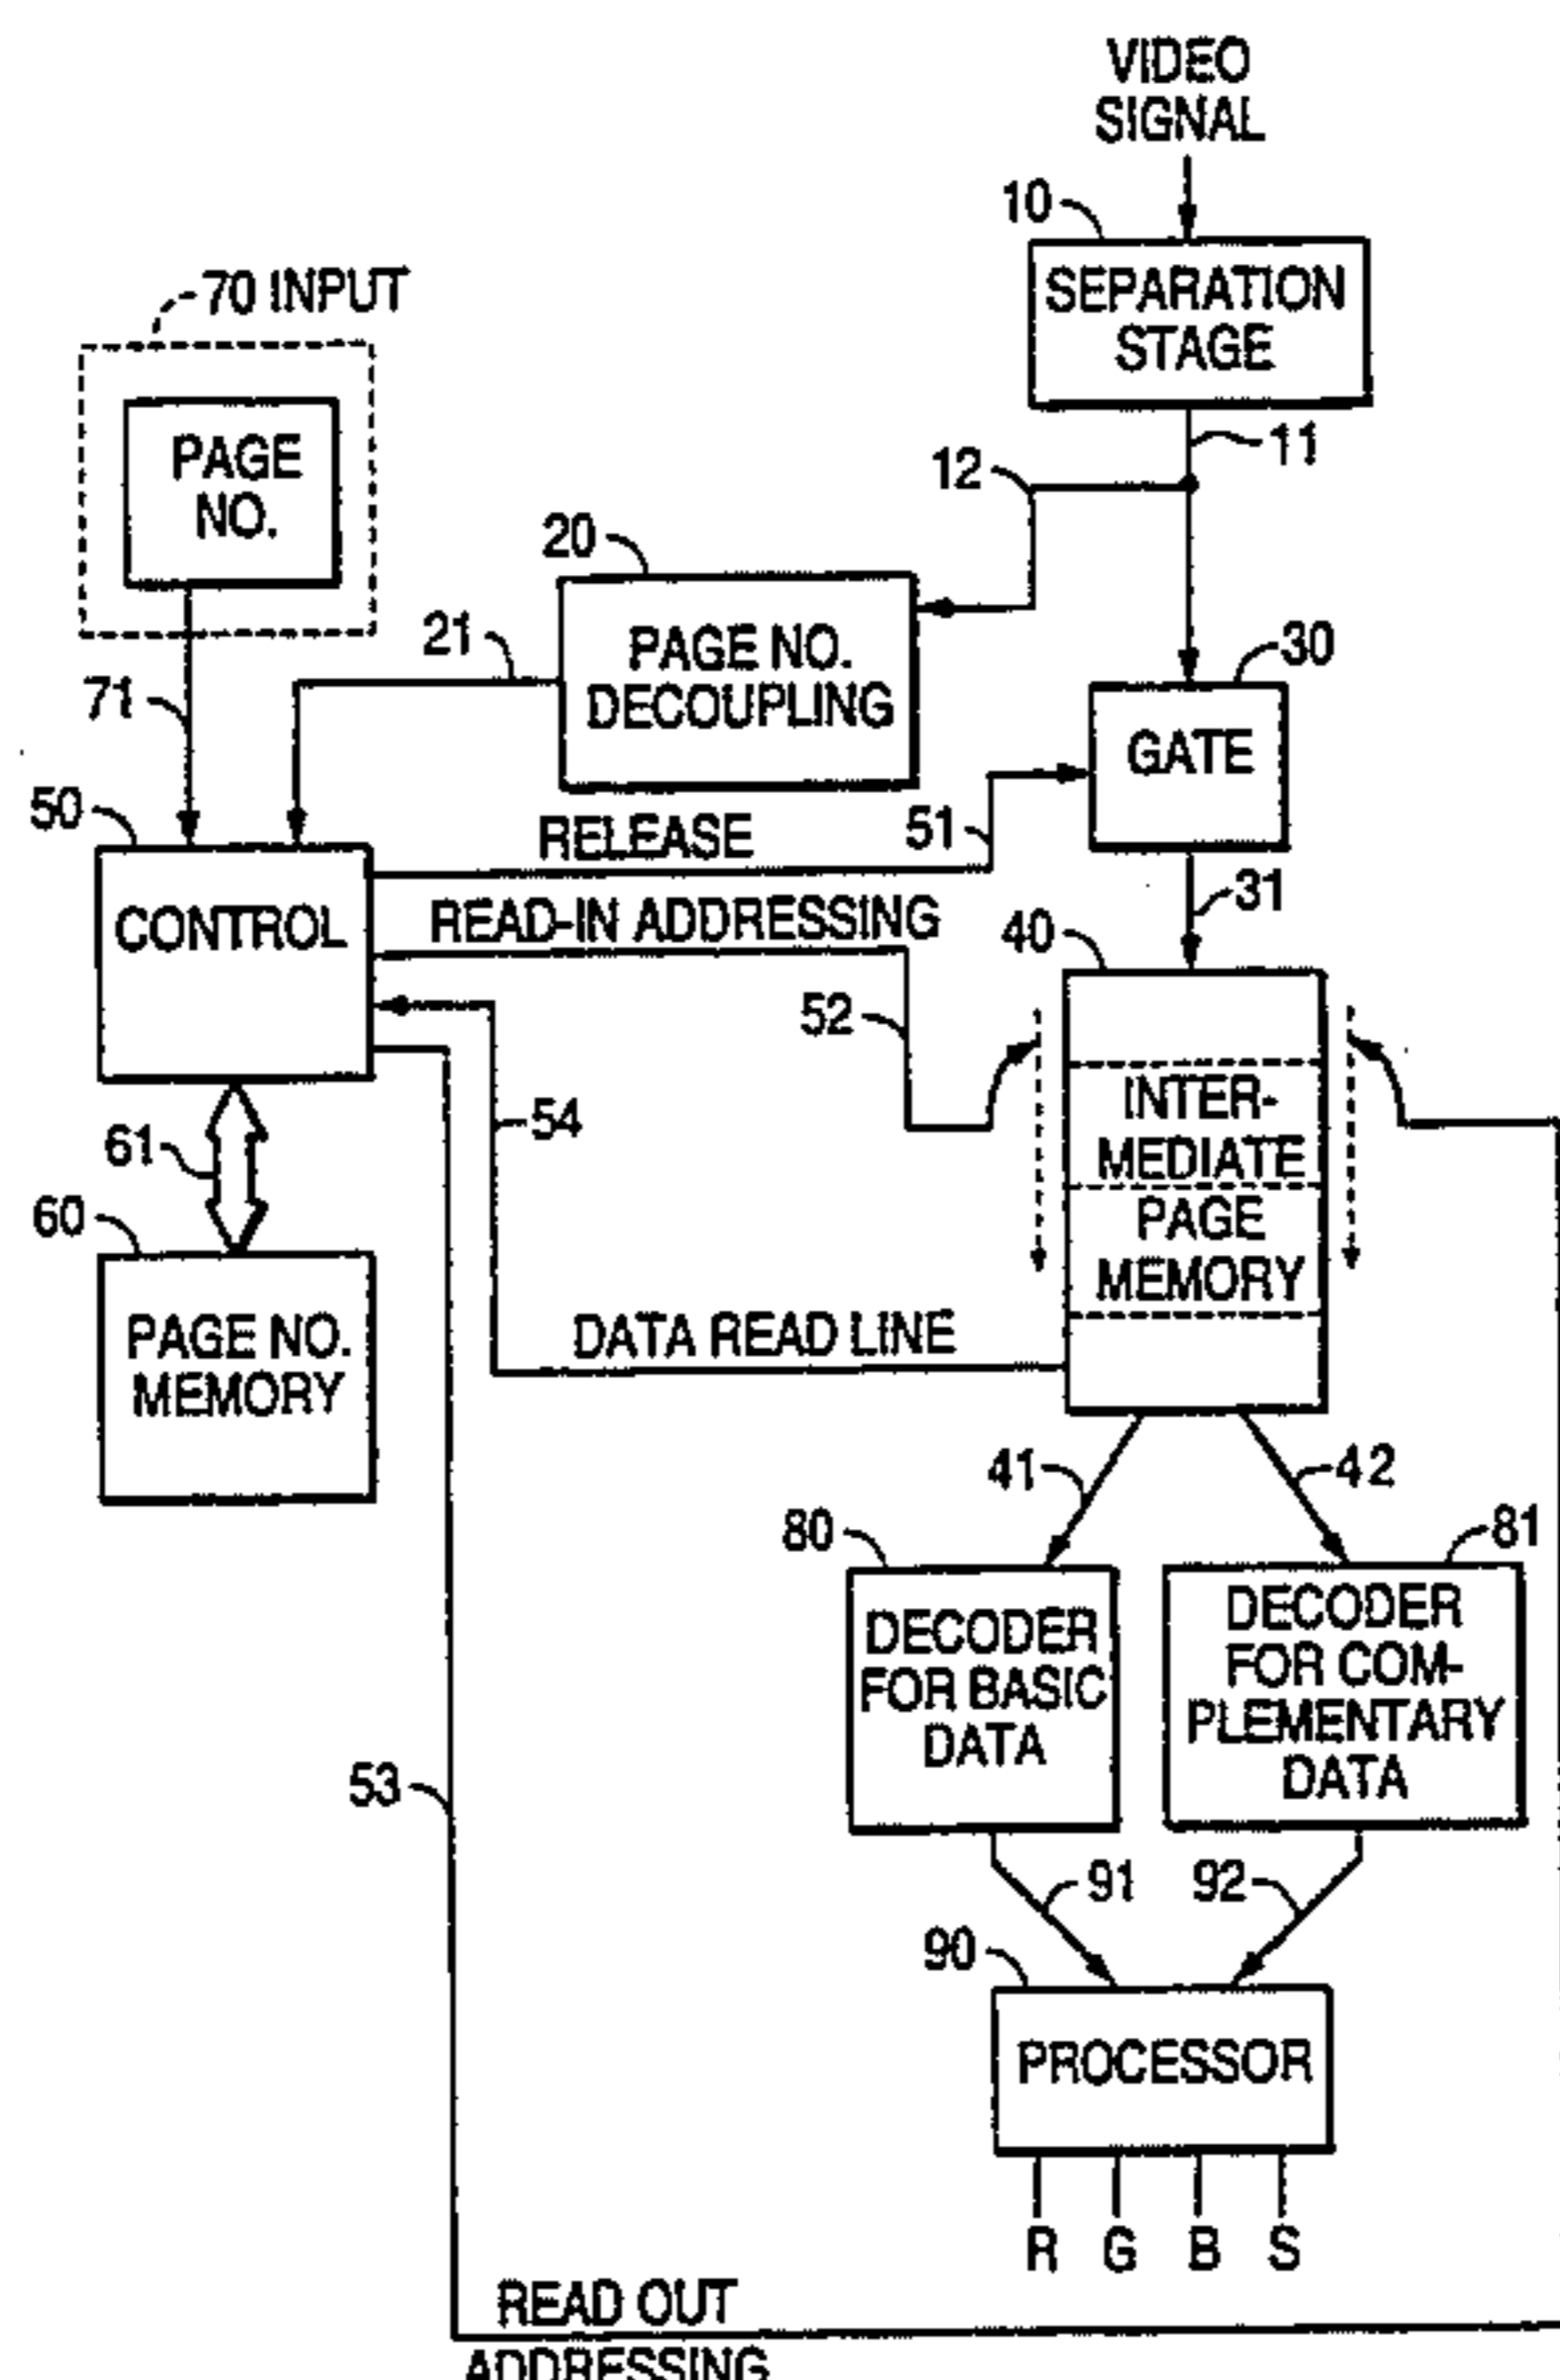 VIDEO
SIGNAL
10
SEPARATION
STAGE
70 INPUT
PAGE
NO.
11
12
20
PAGE NO.
DECOUPLING
21
71
30
GATE
50
CONTROL
RELEASE
51
READ-IN ADDRESSING
31
40
52
INTER-
MEDIATE
PAGE
MEMORY
54
61
60
PAGE NO.
MEMORY
DATA READ LINE
41
42
80
81
DECODER
FOR BASIC
DATA
DECODER
FOR COM-
PLEMENTARY
DATA
53
91
92
90
PROCESSOR
R G B S
READ OUT
ADDRESSING